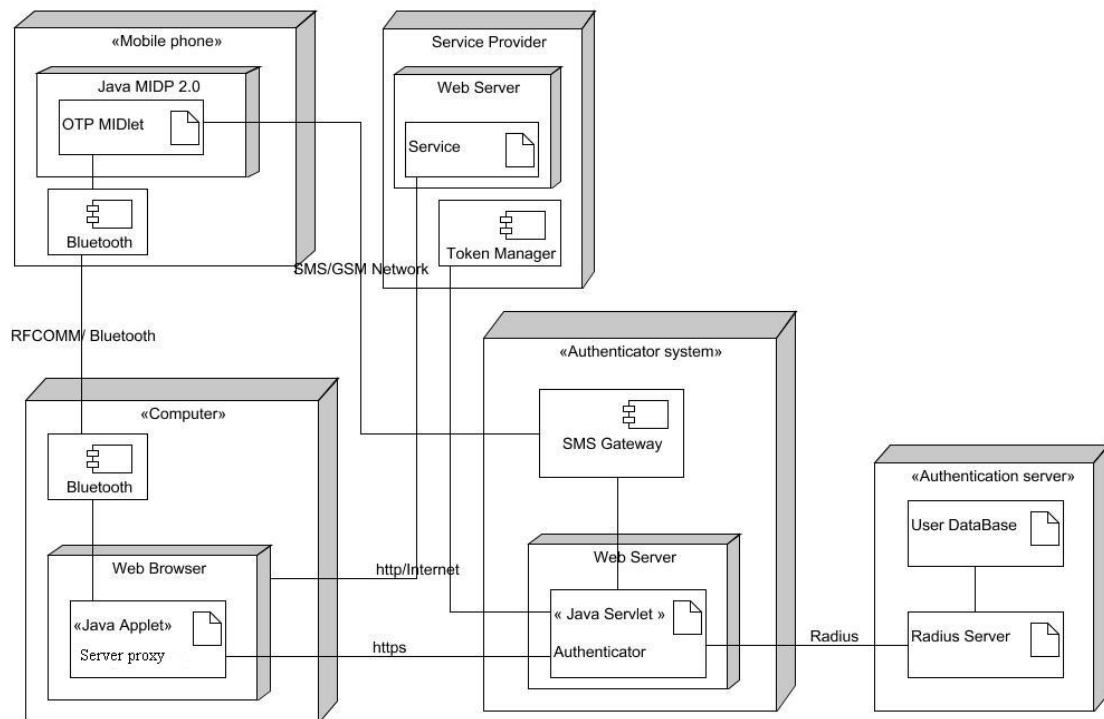 «Mobile phone»
Java MIDP 2.0
OTP MIDlet
Bluetooth
Service Provider
Web Server
Service
Token Manager
SMS/GSM Network
RFCOMM/ Bluetooth
«Computer»
Bluetooth
Web Browser
«Java Applet»
Server proxy
http/Internet
https
«Authenticator system»
SMS Gateway
Web Server
« Java Servlet »
Authenticator
Radius
«Authentication server»
User DataBase
Radius Server